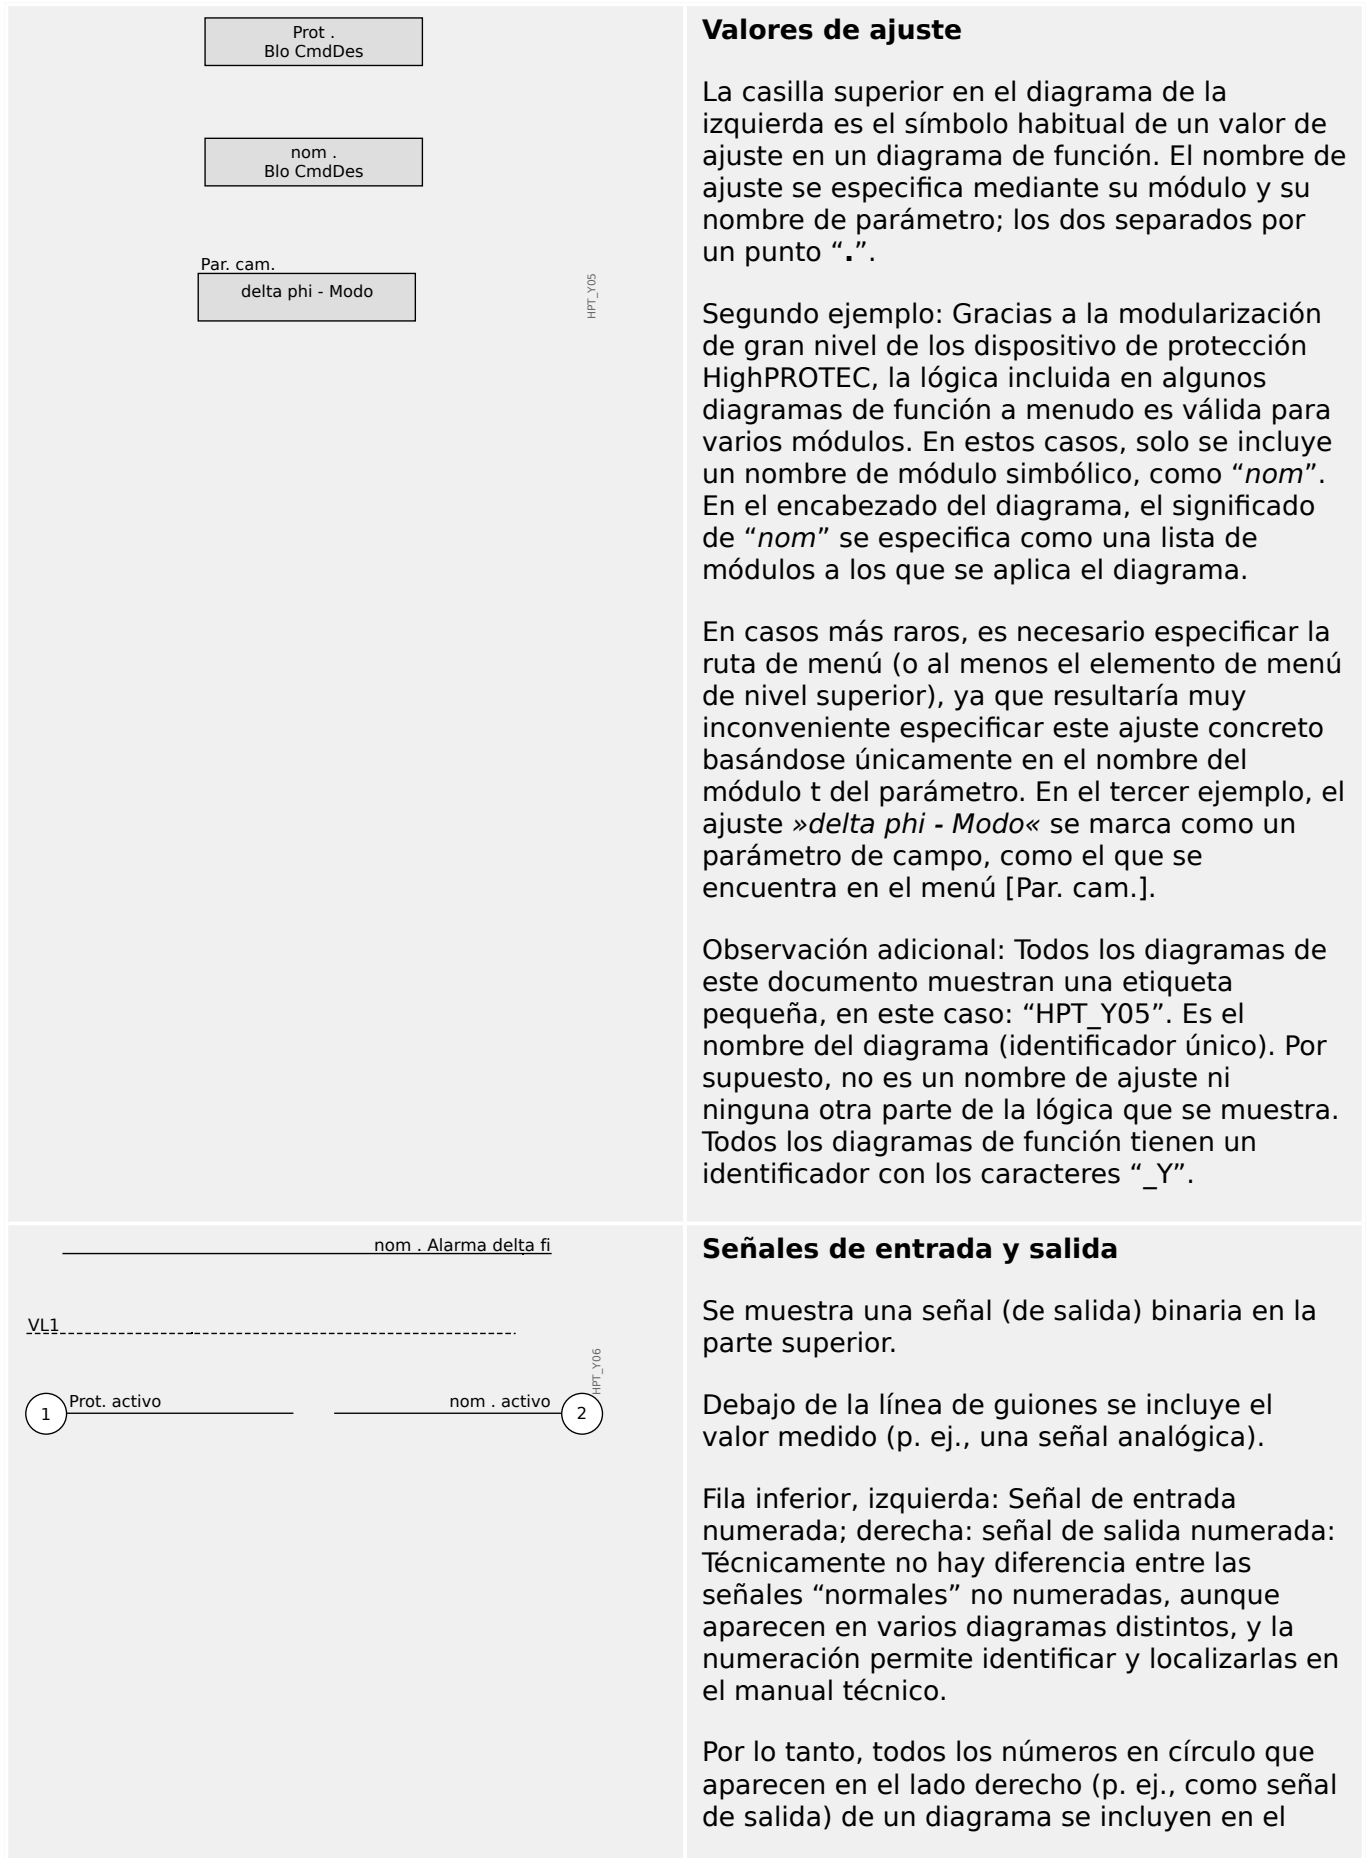 Prot .
Blo CmdDes
nom .
Blo CmdDes
Par. cam.
delta phi - Modo
HPT_Y05
Valores de ajuste
La casilla superior en el diagrama de la
izquierda es el símbolo habitual de un valor de
ajuste en un diagrama de función. El nombre de
ajuste se especifica mediante su módulo y su
nombre de parámetro; los dos separados por
un punto “.”.
Segundo ejemplo: Gracias a la modularización
de gran nivel de los dispositivo de protección
HighPROTEC, la lógica incluida en algunos
diagramas de función a menudo es válida para
varios módulos. En estos casos, solo se incluye
un nombre de módulo simbólico, como “nom”.
En el encabezado del diagrama, el significado
de “nom” se especifica como una lista de
módulos a los que se aplica el diagrama.
En casos más raros, es necesario especificar la
ruta de menú (o al menos el elemento de menú
de nivel superior), ya que resultaría muy
inconveniente especificar este ajuste concreto
basándose únicamente en el nombre del
módulo t del parámetro. En el tercer ejemplo, el
ajuste »delta phi - Modo« se marca como un
parámetro de campo, como el que se
encuentra en el menú [Par. cam.].
Observación adicional: Todos los diagramas de
este documento muestran una etiqueta
pequeña, en este caso: “HPT_Y05”. Es el
nombre del diagrama (identificador único). Por
supuesto, no es un nombre de ajuste ni
ninguna otra parte de la lógica que se muestra.
Todos los diagramas de función tienen un
identificador con los caracteres “_Y”.
nom . Alarma delta fi
VL1
HPT_Y06
1
Prot. activo
nom . activo
2
Señales de entrada y salida
Se muestra una señal (de salida) binaria en la
parte superior.
Debajo de la línea de guiones se incluye el
valor medido (p. ej., una señal analógica).
Fila inferior, izquierda: Señal de entrada
numerada; derecha: señal de salida numerada:
Técnicamente no hay diferencia entre las
señales “normales” no numeradas, aunque
aparecen en varios diagramas distintos, y la
numeración permite identificar y localizarlas en
el manual técnico.
Por lo tanto, todos los números en círculo que
aparecen en el lado derecho (p. ej., como señal
de salida) de un diagrama se incluyen en el